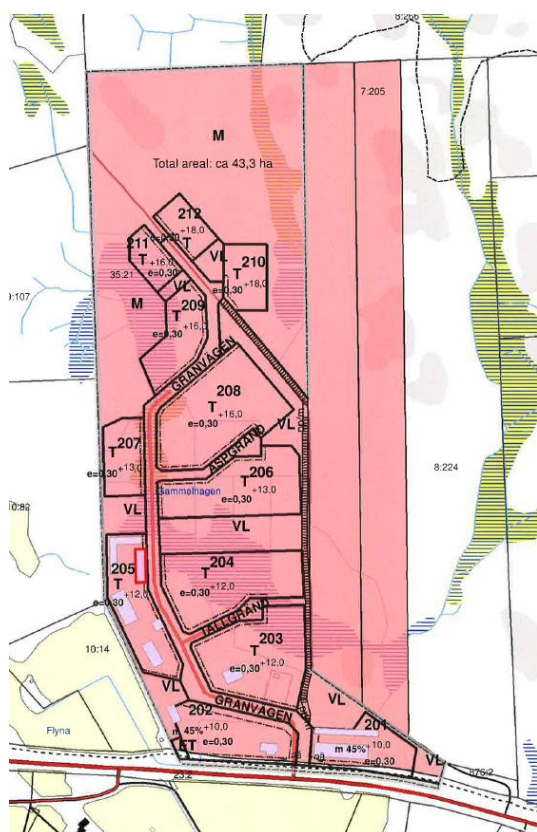 8:266
7:205
M
Total areal: ca 43,3 ha
212
+18,0
e=0,30
T
211
T
+16,0
e=0,30
35:21
VL
210
T
+18,0
e=0,30
VL
M
209
T
+16,0
e=0,30
9:107
GRANVÄGEN
208
T
+16,0
e=0,30
VL
207
T
+13,0
e=0,30
ASPGRÄND
206
T
+13,0
e=0,30
8:224
Gammelhagen
10:82
VL
VL
205
T
+12,0
e=0,30
204
T
+12,0
e=0,30
TALLGRÄND
203
T
+12,0
e=0,30
10:14
VL
VL
GRANVÄGEN
202
+10,0
m 45%
e=0,30
ET
201
m 45%
+10,0
e=0,30
Flyna
VL
876:2